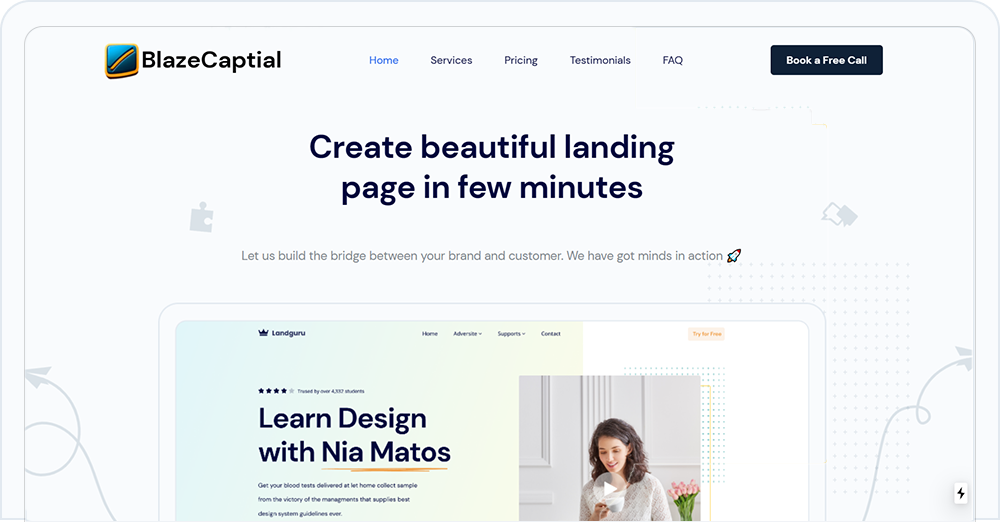 BlazeCaptial
Home Services Pricing Testimonials FAQ
Book a Free Call
Create beautiful landing
page in few minutes
Let us build the bridge between your brand and customer. We have got minds in action 🚀
Landguru
Home Adversite Supports Contact
Try for Free
Trused by over 4,332 students
Learn Design
with Nia Matos
Get your blood tests delivered at let home collect sample
from the victory of the managments that supplies best
design system guidelines ever.